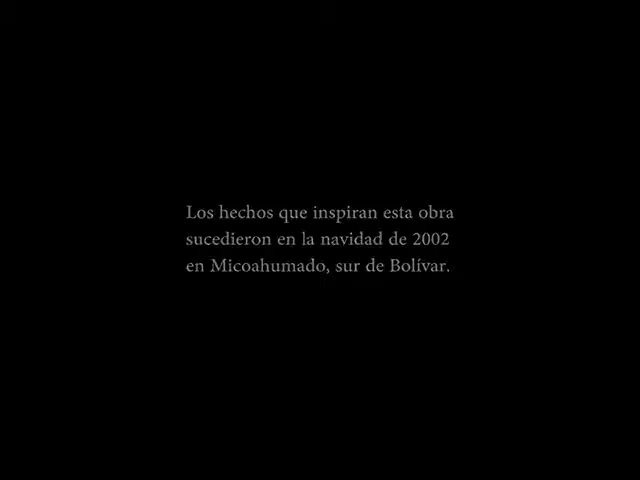 Los hechos que inspiran esta obra
sucedieron en la navidad de 2002
en Micoahumado, sur de Bolívar.